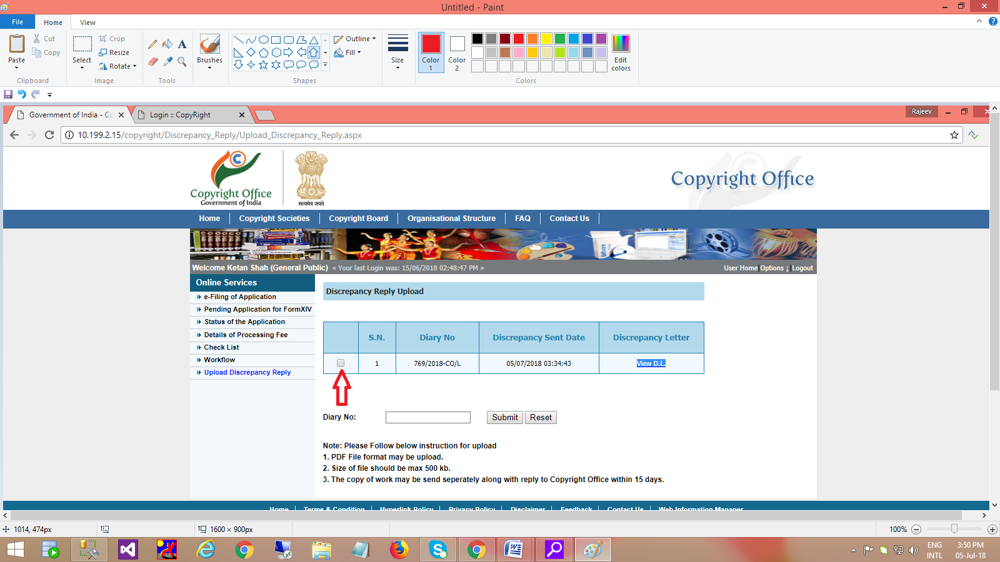 Untitled - Paint
File Home View
Paste Cut Copy
Select Crop Resize Rotate
Brushes
Outline Fill
Size
Color 1 Color 2
Edit colors
Clipboard Image Tools Shapes Colors
Government of India - Co Login :: CopyRight Rajeev
10.199.2.15/copyright/Discrepancy_Reply/Upload_Discrepancy_Reply.aspx
Copyright Office
Government of India
सत्यमेव जयते
Copyright Office
Home Copyright Societies Copyright Board Organisational Structure FAQ Contact Us
Software
Welcome Ketan Shah (General Public) « Your last Login was: 15/06/2018 02:48:47 PM » User Home Options ↓ Logout
Online Services
e-Filing of Application
Pending Application for FormXIV
Status of the Application
Details of Processing Fee
Check List
Workflow
Upload Discrepancy Reply
Discrepancy Reply Upload
S.N. Diary No Discrepancy Sent Date Discrepancy Letter
1 769/2018-CO/L 05/07/2018 03:34:43 View D.L.
Diary No: Submit Reset
Note: Please Follow below instruction for upload
1. PDF File format may be upload.
2. Size of file should be max 500 kb.
3. The copy of work may be send seperately along with reply to Copyright Office within 15 days.
Home Terms & Condition Hyperlink Policy Privacy Policy Disclaimer Feedback Contact Us Web Information Manager
1014, 474px 1600 × 900px 100%
ENG 3:50 PM
INTL 05-Jul-18